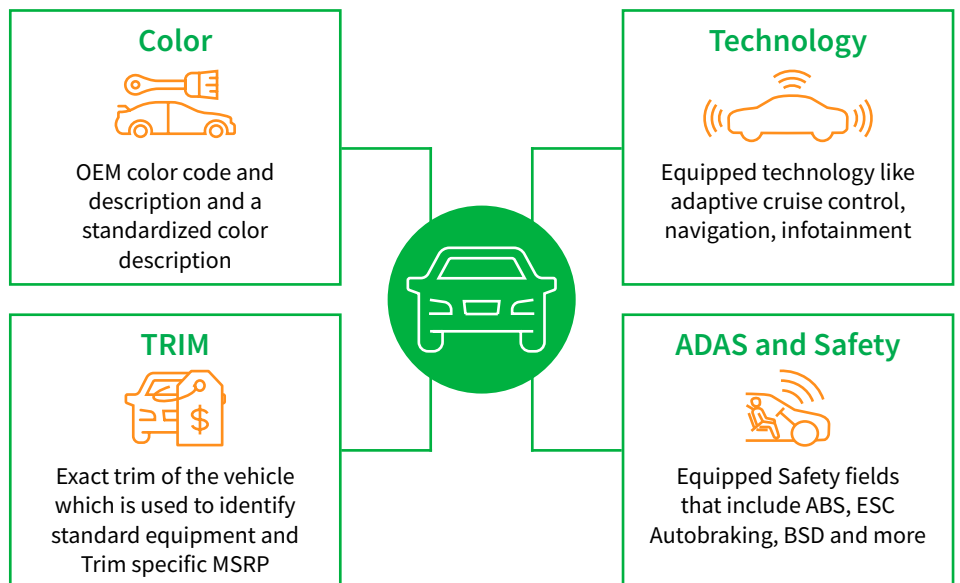 Color
OEM color code and
description and a
standardized color
description
Technology
Equipped technology like
adaptive cruise control,
navigation, infotainment
TRIM
$
Exact trim of the vehicle
which is used to identify
standard equipment and
Trim specific MSRP
ADAS and Safety
Equipped Safety fields
that include ABS, ESC
Autobraking, BSD and more